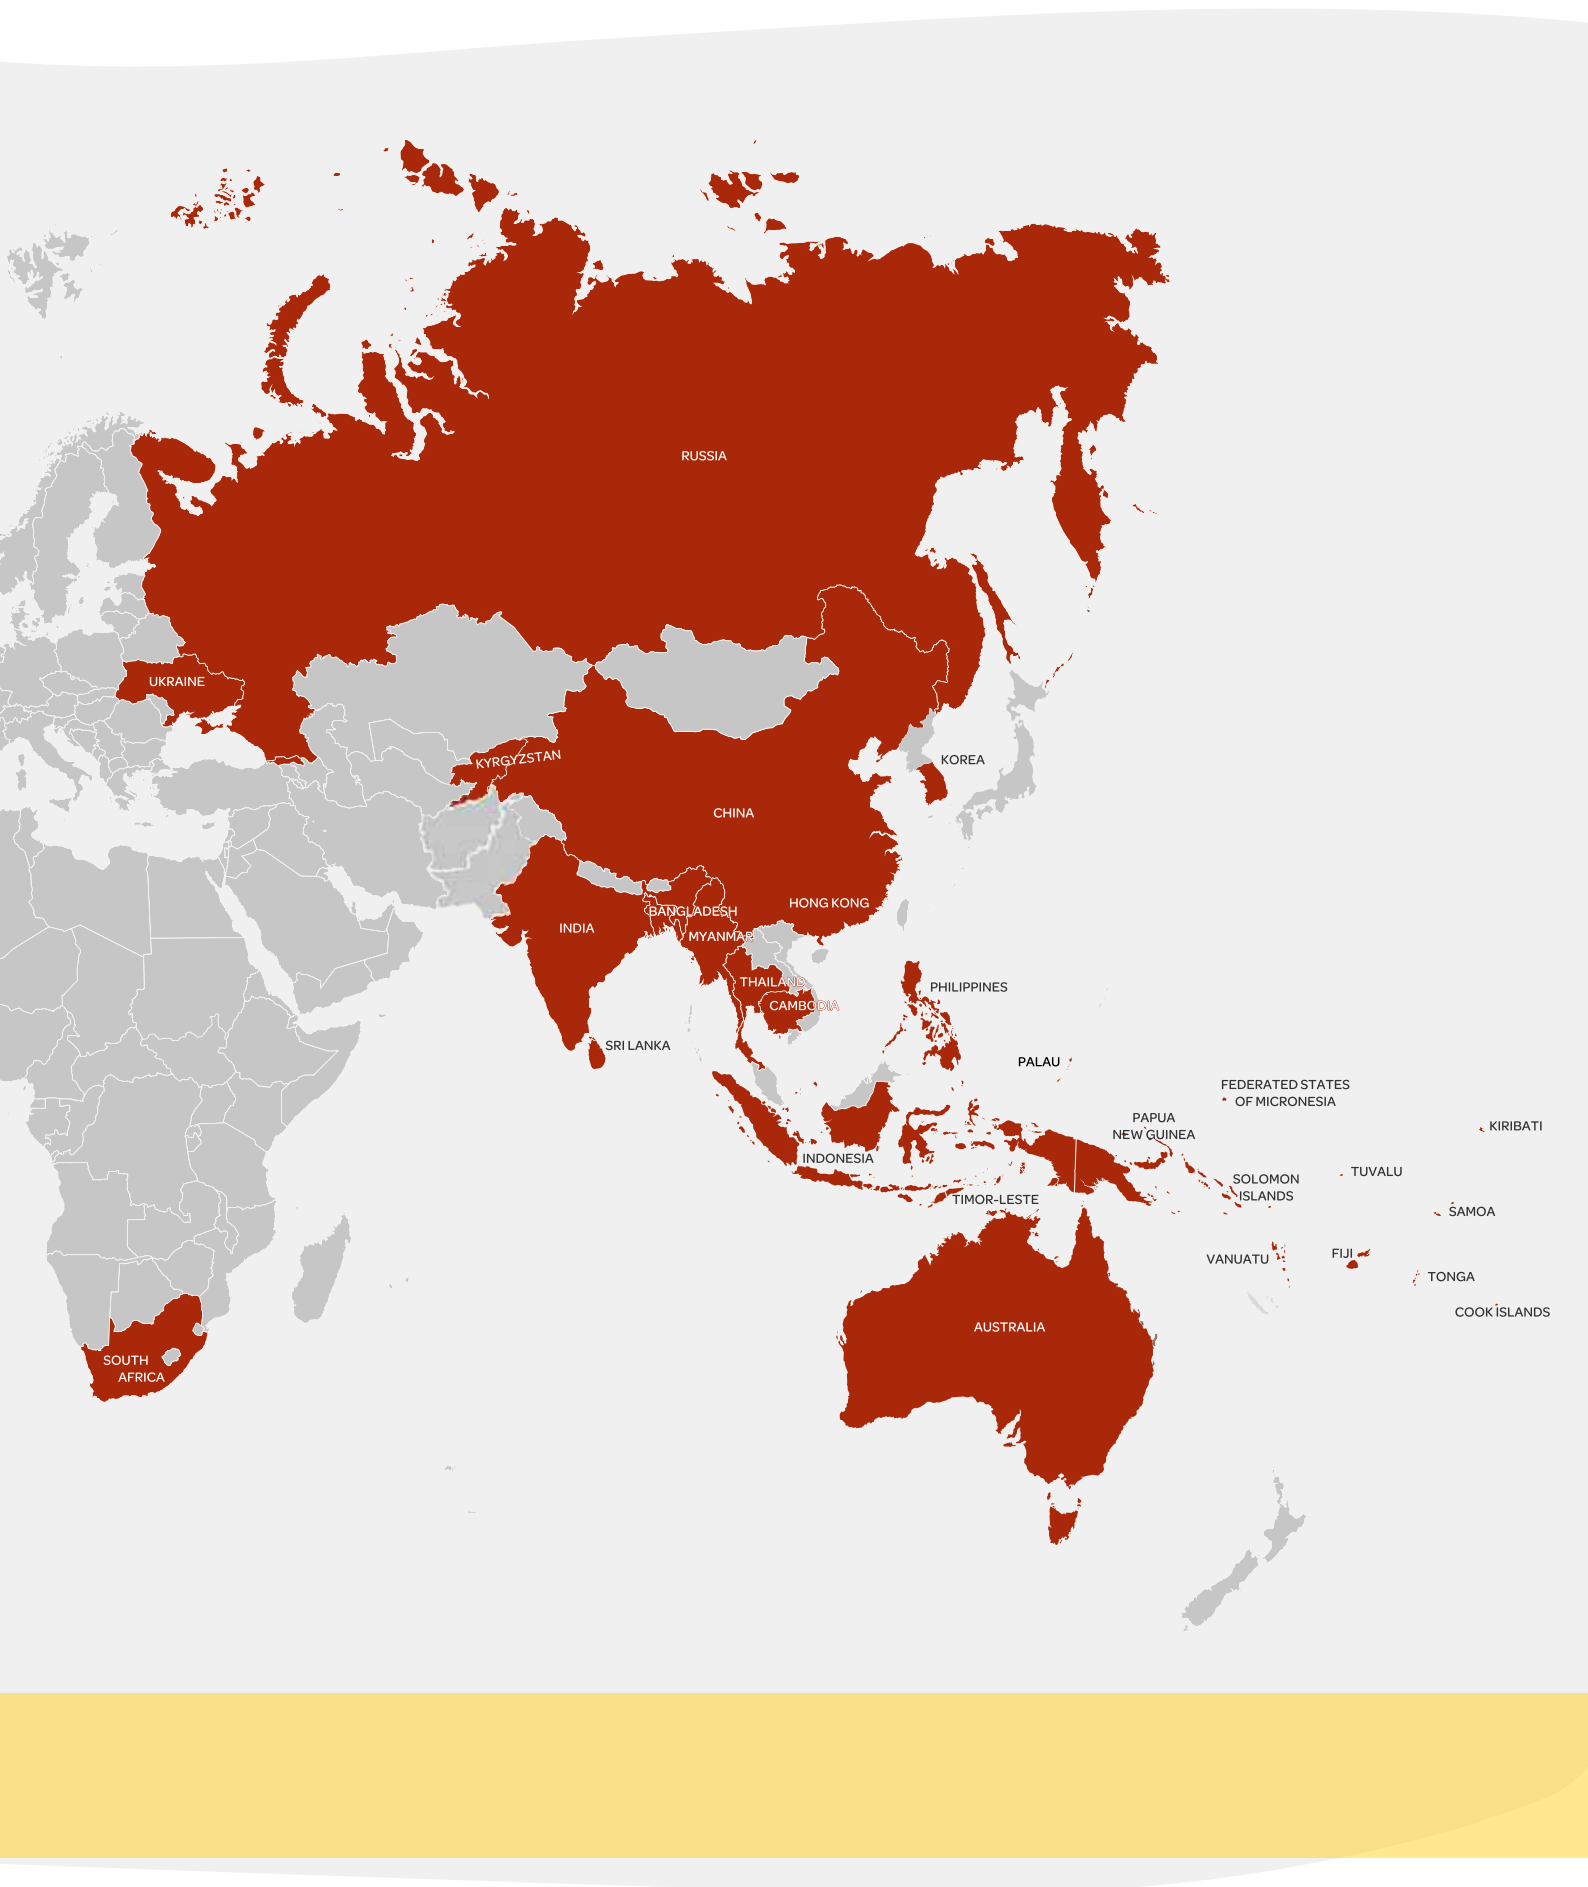 RUSSIA
UKRAINE
KYRGYZSTAN
KOREA
CHINA
HONG KONG
BANGLADESH
INDIA
MYANMAR
THAILAND
PHILIPPINES
CAMBODIA
SRI LANKA
PALAU
FEDERATED STATES
OF MICRONESIA
PAPUA
NEW GUINEA
KIRIBATI
INDONESIA
TUVALU
SOLOMON
ISLANDS
TIMOR-LESTE
SAMOA
VANUATU
FIJI
TONGA
COOK ISLANDS
AUSTRALIA
SOUTH
AFRICA